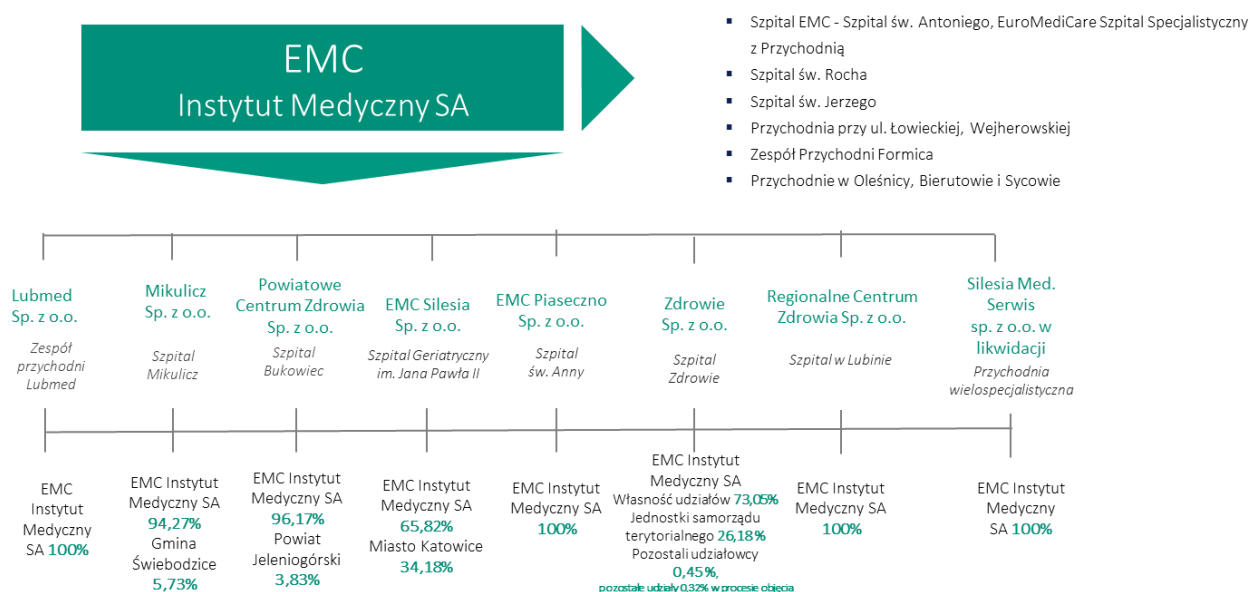 EMC
Instytut Medyczny SA
▪ Szpital EMC - Szpital św. Antoniego, EuroMediCare Szpital Specjalistyczny
z Przychodnią
▪ Szpital św. Rocha
▪ Szpital św. Jerzego
▪ Przychodnia przy ul. Łowieckiej, Wejherowskiej
▪ Zespół Przychodni Formica
▪ Przychodnie w Oleśnicy, Bierutowie i Sycowie
Lubmed
Sp. z o.o.
Zespół
przychodni
Lubmed
Mikulicz
Sp. z o.o.
Szpital
Mikulicz
Powiatowe
Centrum Zdrowia
Sp. z o.o.
Szpital
Bukowiec
EMC Silesia
Sp. z o.o.
Szpital Geriatryczny
im. Jana Pawła II
EMC Piaseczno
Sp. z o.o.
Szpital
św. Anny
Zdrowie
Sp. z o.o.
Szpital
Zdrowie
Regionalne Centrum
Zdrowia Sp. z o.o.
Szpital w Lubinie
Silesia Med.
Serwis
sp. z o.o. w
likwidacji
Przychodnia
wielospecjalistyczna
EMC
Instytut
Medyczny
SA 100%
EMC Instytut
Medyczny SA
94,27%
Gmina
Świebodzice
5,73%
EMC Instytut
Medyczny SA
96,17%
Powiat
Jeleniogórski
3,83%
EMC Instytut
Medyczny SA
65,82%
Miasto Katowice
34,18%
EMC Instytut
Medyczny SA
100%
EMC Instytut
Medyczny SA
Własność udziałów 73,05%
Jednostki samorządu
terytorialnego 26,18%
Pozostali udziałowcy
0,45%,
pozostałe udziały 0,32% w procesie objęcia
EMC Instytut
Medyczny SA
100%
EMC Instytut
Medyczny
SA 100%